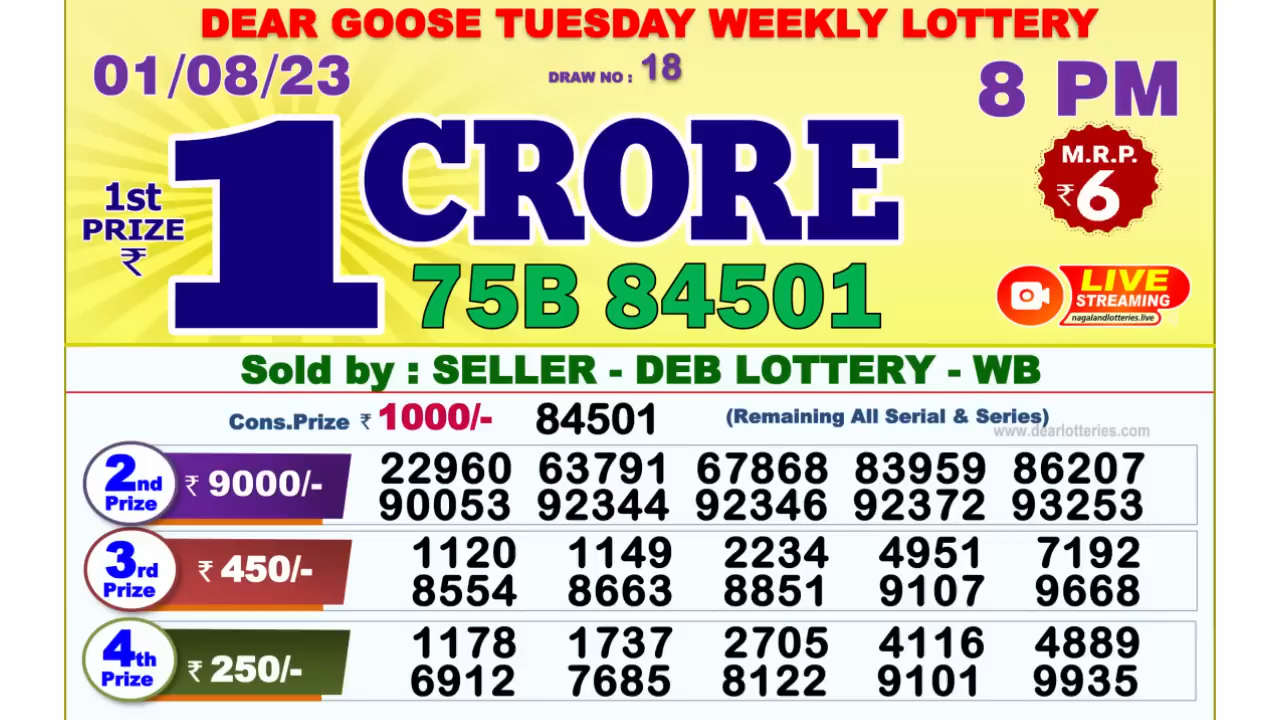 DEAR GOOSE TUESDAY WEEKLY LOTTERY
01/08/23
DRAW NO : 18
8 PM
1st
PRIZE
₹
1 CRORE
M.R.P.
₹ 6
75B 84501
LIVE
STREAMING
nagalandlotteries.live
Sold by : SELLER - DEB LOTTERY - WB
Cons.Prize ₹ 1000/- 84501 (Remaining All Serial & Series)
www.dearlotteries.com
2nd Prize ₹ 9000/-
22960 63791 67868 83959 86207
90053 92344 92346 92372 93253
3rd Prize ₹ 450/-
1120 1149 2234 4951 7192
8554 8663 8851 9107 9668
4th Prize ₹ 250/-
1178 1737 2705 4116 4889
6912 7685 8122 9101 9935